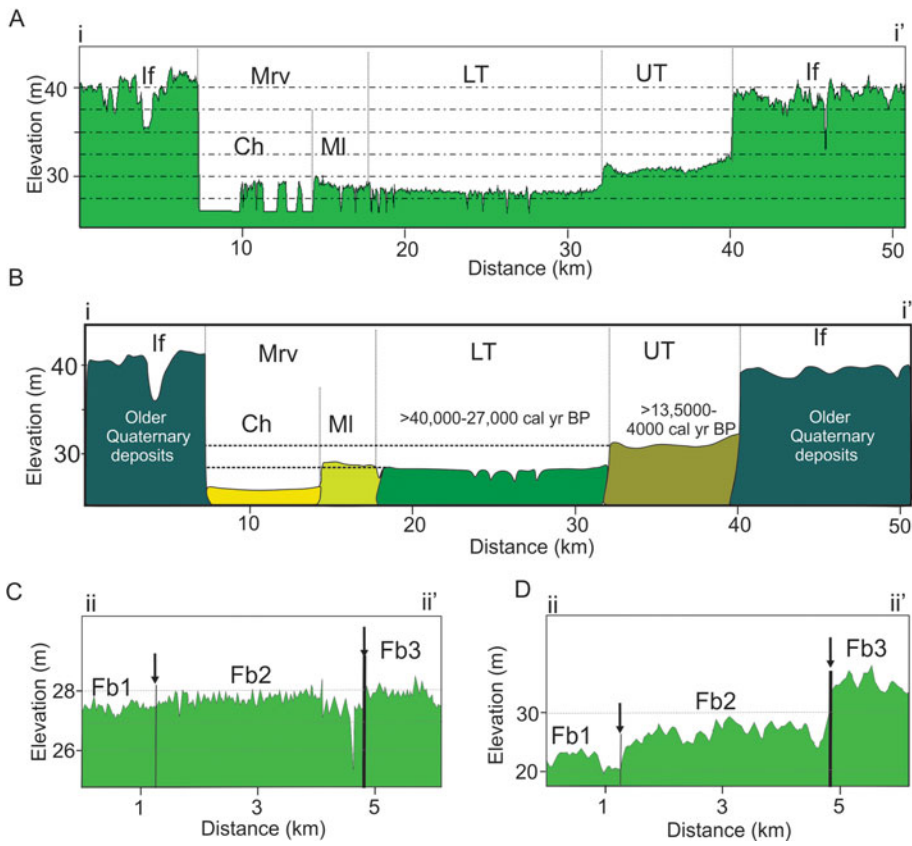 A
i
i'
If
Mrv
LT
UT
If
Ch
Ml
Elevation (m)
40
30
10
20
30
40
50
Distance (km)
B
i
i'
If
Mrv
LT
UT
If
Ch
Ml
>40,000-27,000 cal yr BP
>13,5000-
4000 cal yr BP
Older
Quaternary
deposits
Older
Quaternary
deposits
Elevation (m)
40
30
10
20
30
40
50
Distance (km)
C
ii
ii'
Fb1
Fb2
Fb3
Elevation (m)
28
26
1
3
5
Distance (km)
D
ii
ii'
Fb1
Fb2
Fb3
Elevation (m)
30
20
1
3
5
Distance (km)